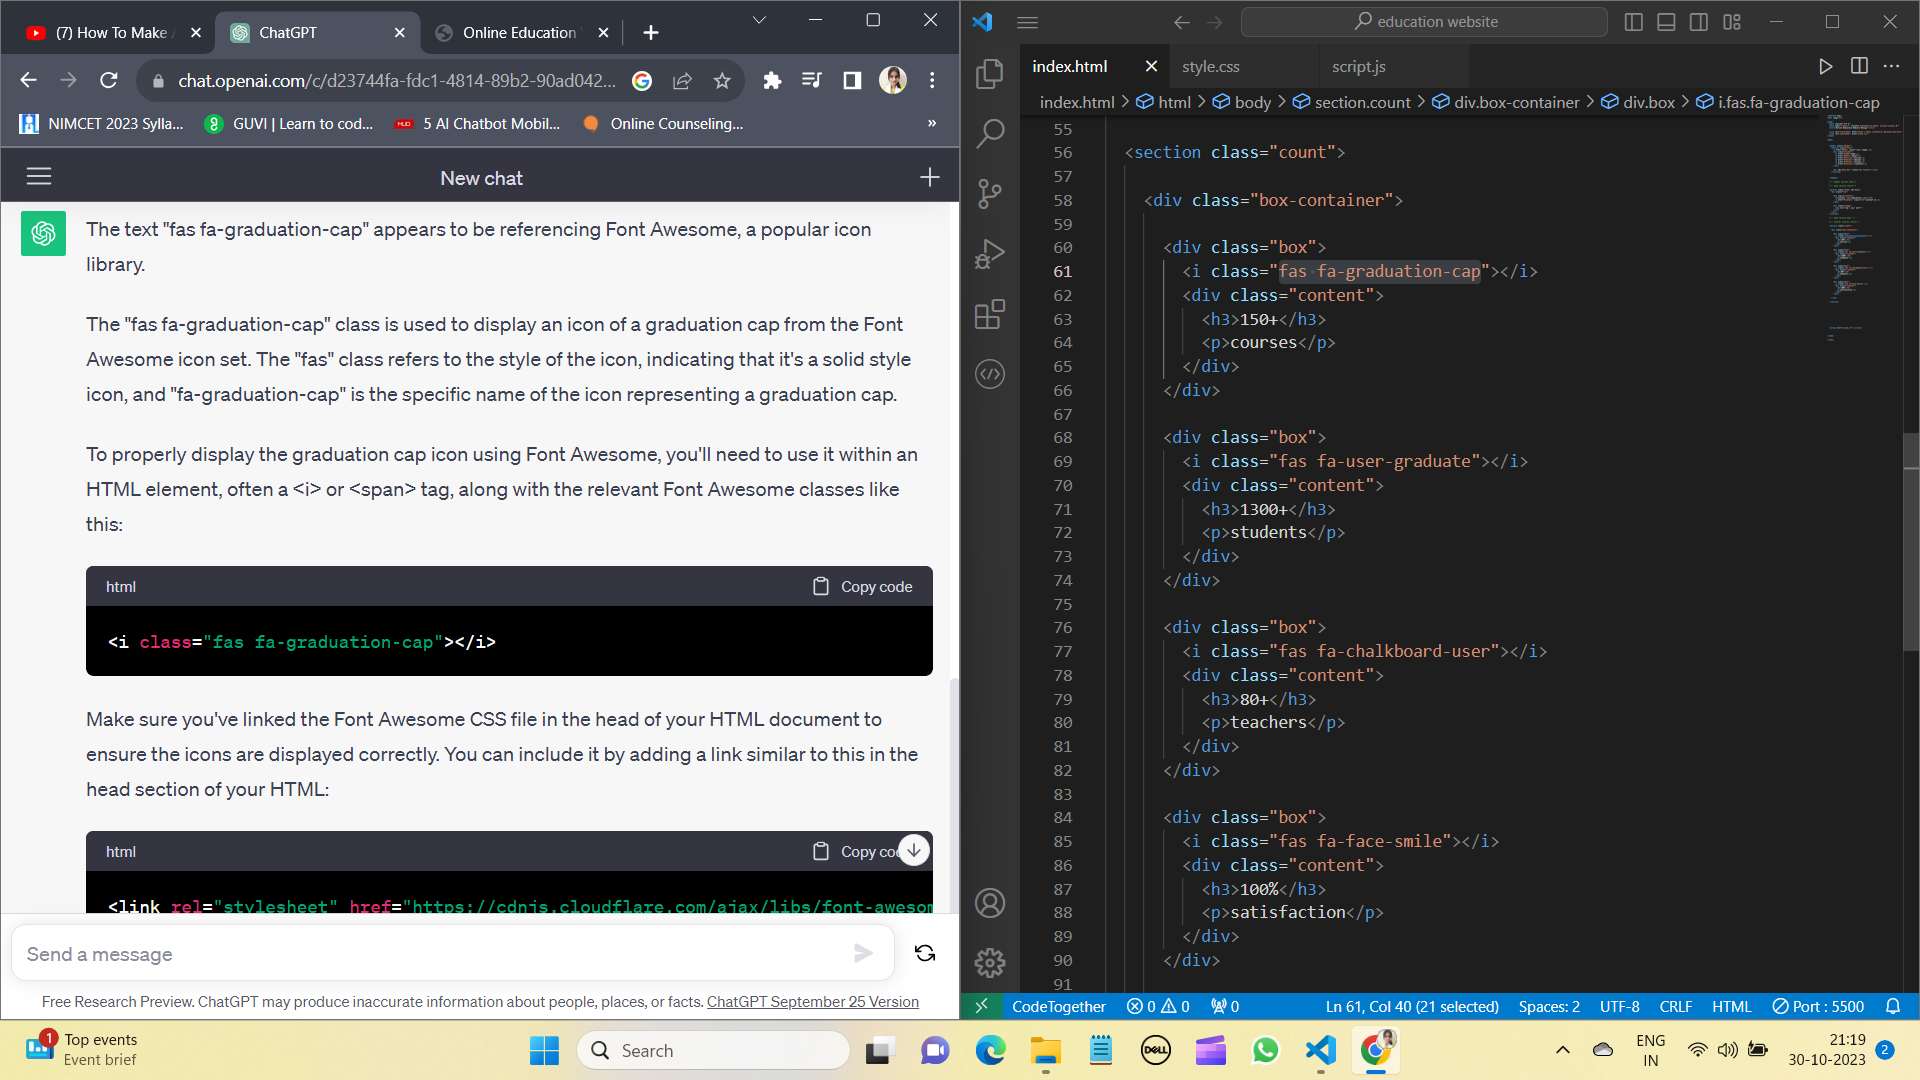 (7) How To Make
ChatGPT
Online Education
chat.openai.com/c/d23744fa-fdc1-4814-89b2-90ad042...
NIMCET 2023 Sylla...
GUVI | Learn to cod...
5 AI Chatbot Mobil...
Online Counseling...
»
New chat
The text "fas fa-graduation-cap" appears to be referencing Font Awesome, a popular icon
library.
The "fas fa-graduation-cap" class is used to display an icon of a graduation cap from the Font
Awesome icon set. The "fas" class refers to the style of the icon, indicating that it's a solid style
icon, and "fa-graduation-cap" is the specific name of the icon representing a graduation cap.
To properly display the graduation cap icon using Font Awesome, you'll need to use it within an
HTML element, often a <i> or <span> tag, along with the relevant Font Awesome classes like
this:
html
Copy code
<i class="fas fa-graduation-cap"></i>
Make sure you've linked the Font Awesome CSS file in the head of your HTML document to
ensure the icons are displayed correctly. You can include it by adding a link similar to this in the
head section of your HTML:
html
Copy
<link rel="stylesheet" href="https://cdnjs.cloudflare.com/ajax/libs/font-aweso
Send a message
Free Research Preview. ChatGPT may produce inaccurate information about people, places, or facts. ChatGPT September 25 Version
education website
index.html
style.css
script.js
index.html > html > body > section.count > div.box-container > div.box > i.fas.fa-graduation-cap
55
56 <section class="count">
57
58 <div class="box-container">
59
60 <div class="box">
61 <i class="fas fa-graduation-cap"></i>
62 <div class="content">
63 <h3>150+</h3>
64 <p>courses</p>
65 </div>
66 </div>
67
68 <div class="box">
69 <i class="fas fa-user-graduate"></i>
70 <div class="content">
71 <h3>1300+</h3>
72 <p>students</p>
73 </div>
74 </div>
75
76 <div class="box">
77 <i class="fas fa-chalkboard-user"></i>
78 <div class="content">
79 <h3>80+</h3>
80 <p>teachers</p>
81 </div>
82 </div>
83
84 <div class="box">
85 <i class="fas fa-face-smile"></i>
86 <div class="content">
87 <h3>100%</h3>
88 <p>satisfaction</p>
89 </div>
90 </div>
91
CodeTogether
0
0
0
Ln 61, Col 40 (21 selected)
Spaces: 2
UTF-8
CRLF
HTML
Port : 5500
1
Top events
Event brief
Search
DELL
ENG
IN
21:19
30-10-2023
2